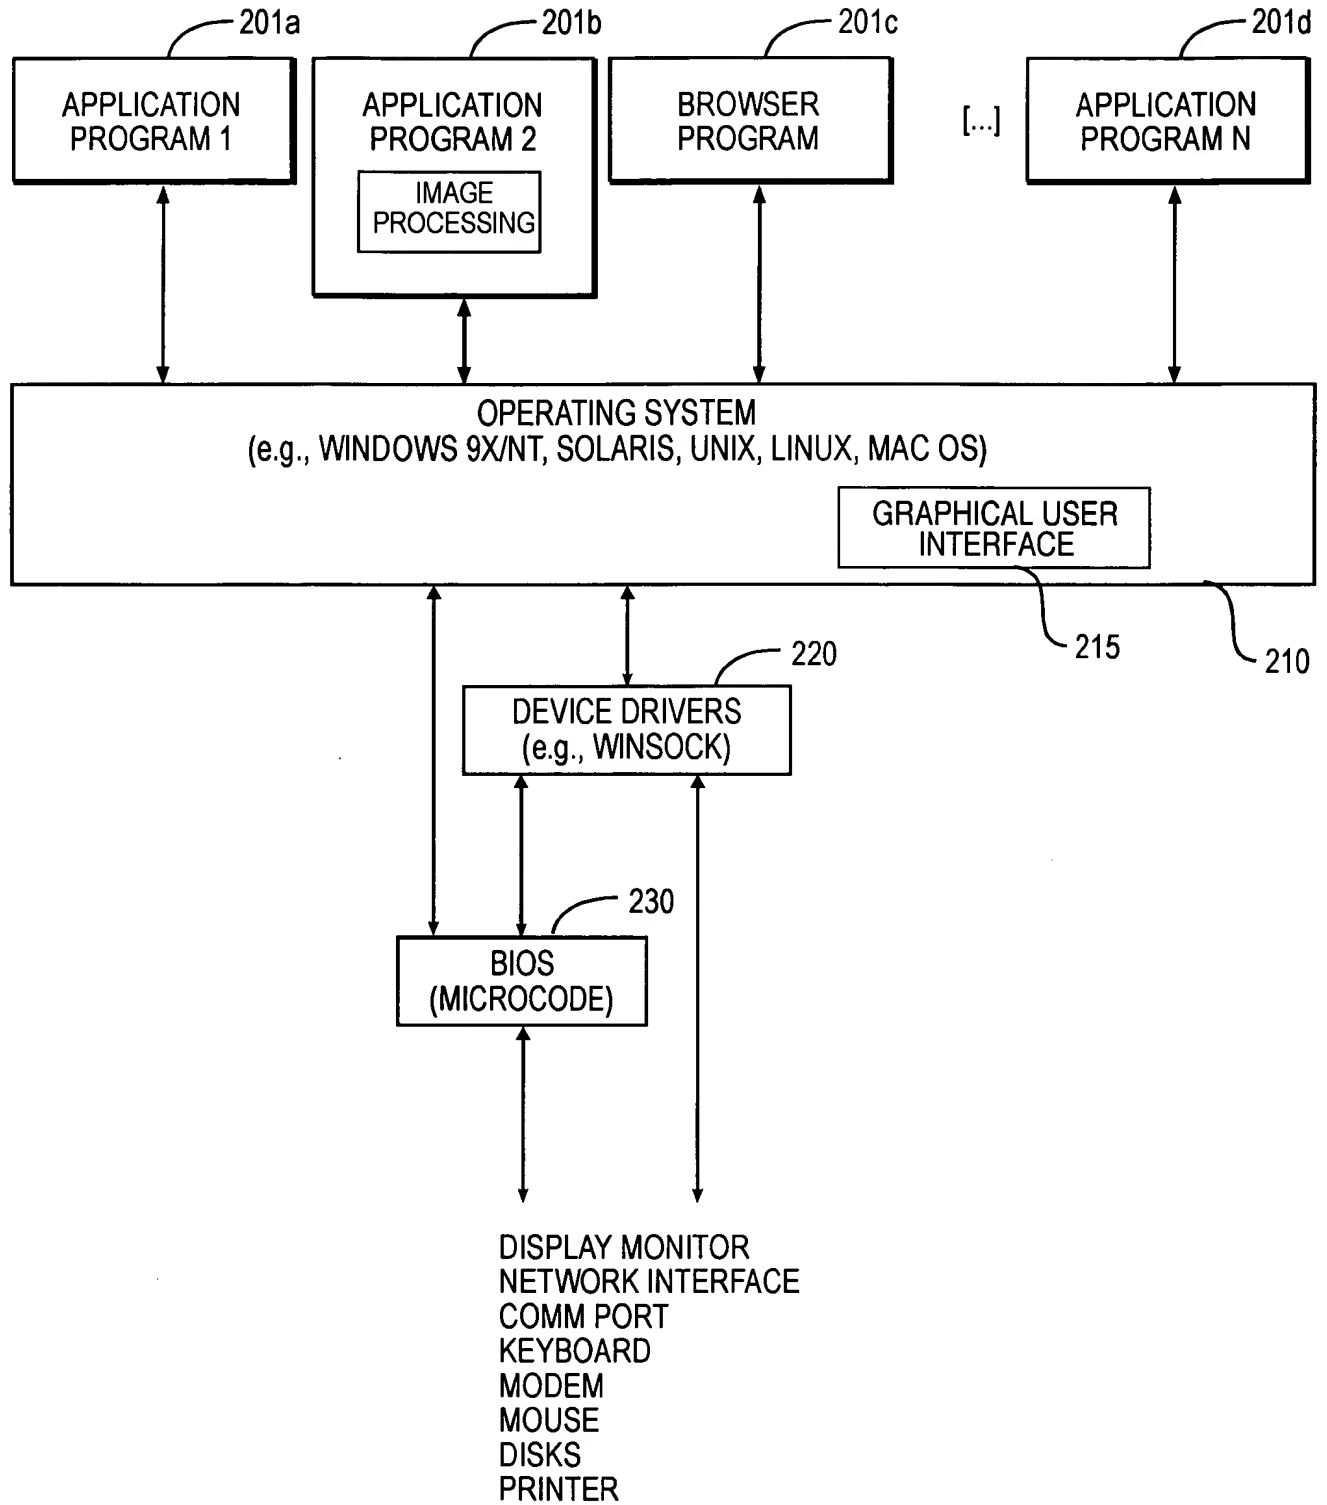 201a
201b
201c
201d
APPLICATION
PROGRAM 1
APPLICATION
PROGRAM 2
IMAGE
PROCESSING
BROWSER
PROGRAM
[...]
APPLICATION
PROGRAM N
OPERATING SYSTEM
(e.g., WINDOWS 9X/NT, SOLARIS, UNIX, LINUX, MAC OS)
GRAPHICAL USER
INTERFACE
215
210
220
DEVICE DRIVERS
(e.g., WINSOCK)
230
BIOS
(MICROCODE)
DISPLAY MONITOR
NETWORK INTERFACE
COMM PORT
KEYBOARD
MODEM
MOUSE
DISKS
PRINTER